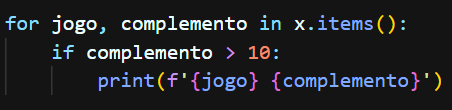 for jogo, complemento in x.items():
    if complemento > 10:
        print(f'{jogo} {complemento}')